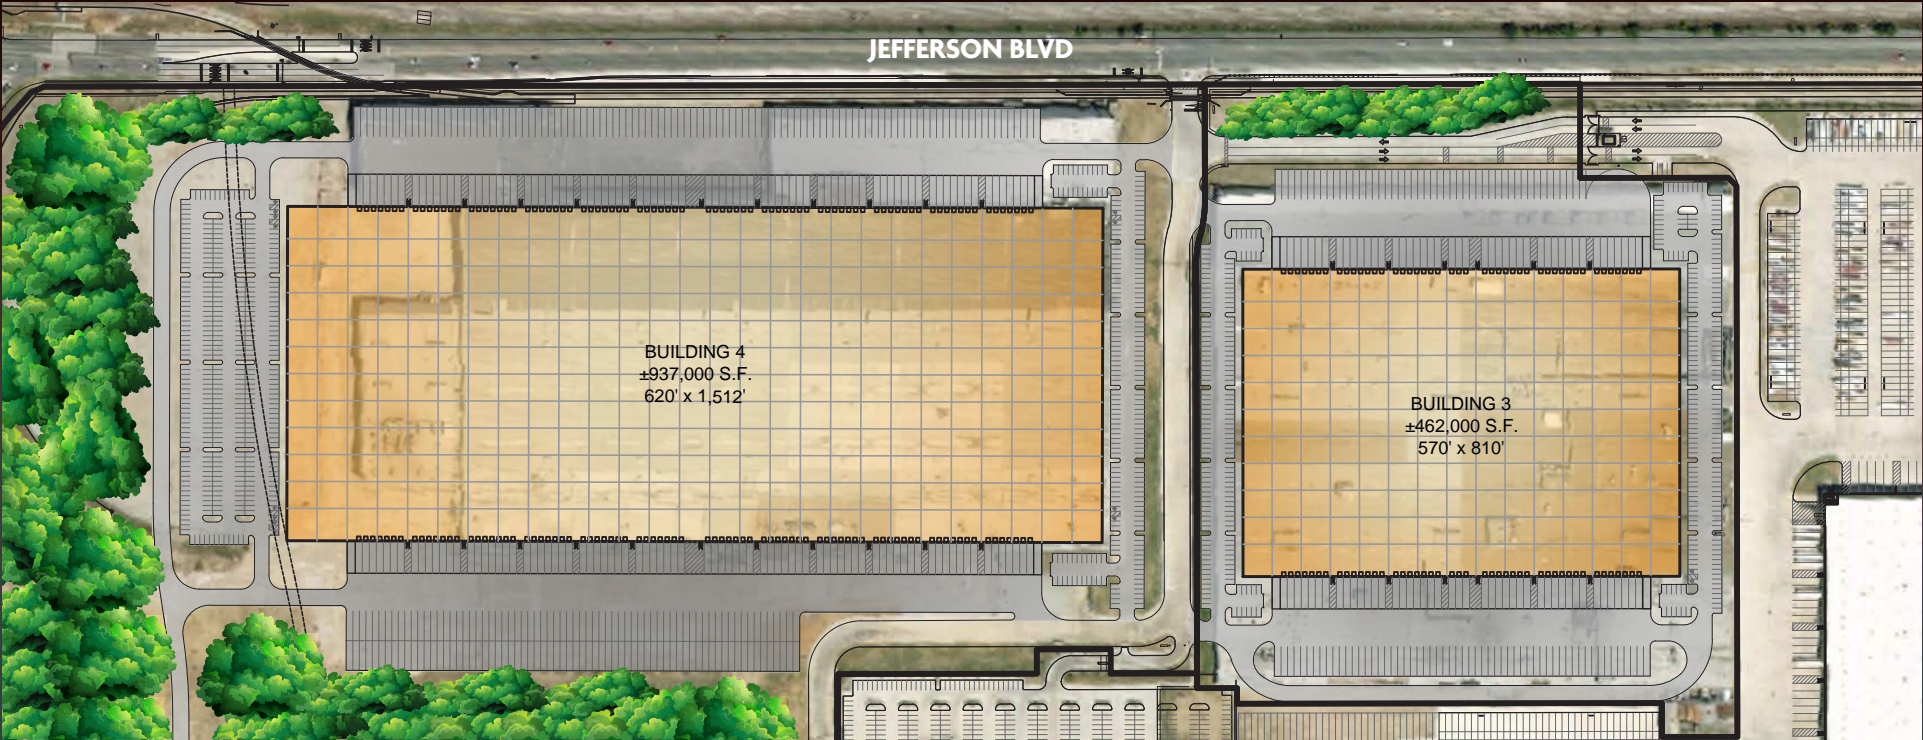 JEFFERSON BLVD
BUILDING 4
±937,000 S.F.
620' x 1,512'
BUILDING 3
±462,000 S.F.
570' x 810'